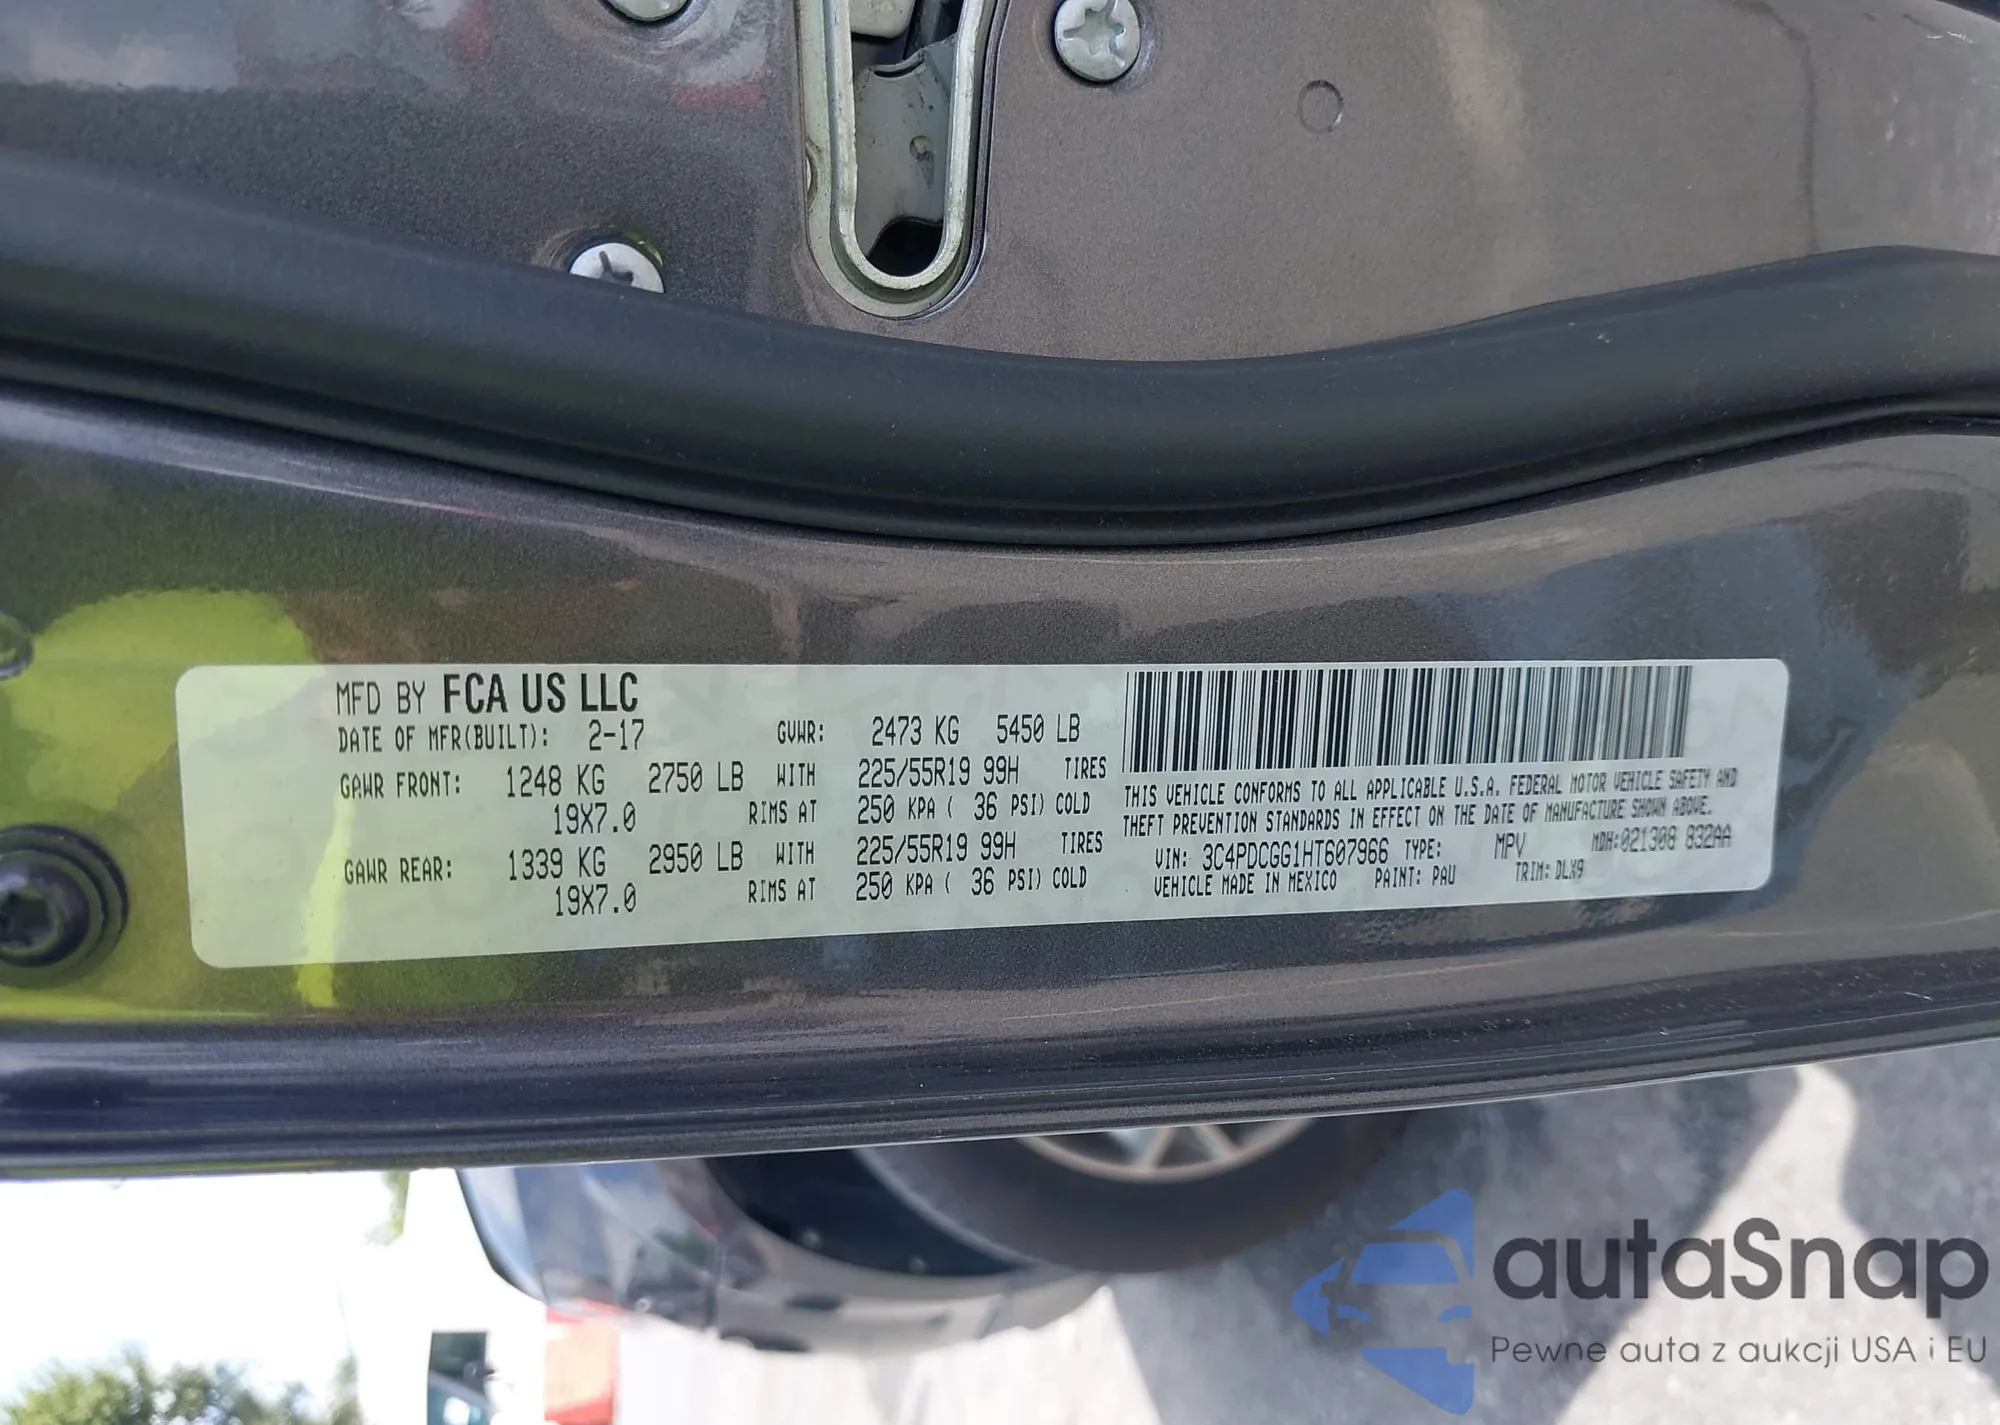 MFD BY FCA US LLC
DATE OF MFR(BUILT): 2-17 GVWR: 2473 KG 5450 LB
GAWR FRONT: 1248 KG 2750 LB WITH 225/55R19 99H TIRES
19X7.0 RIMS AT 250 KPA ( 36 PSI) COLD
GAWR REAR: 1339 KG 2950 LB WITH 225/55R19 99H TIRES
19X7.0 RIMS AT 250 KPA ( 36 PSI) COLD
THIS VEHICLE CONFORMS TO ALL APPLICABLE U.S.A. FEDERAL MOTOR VEHICLE SAFETY AND
THEFT PREVENTION STANDARDS IN EFFECT ON THE DATE OF MANUFACTURE SHOWN ABOVE.
VIN: 3C4PDCGG1HT607966 TYPE: MPV MDH:021308 832AA
VEHICLE MADE IN MEXICO PAINT: PAU TRIM: DLX9
autaSnap
Pewne auta z aukcji USA i EU